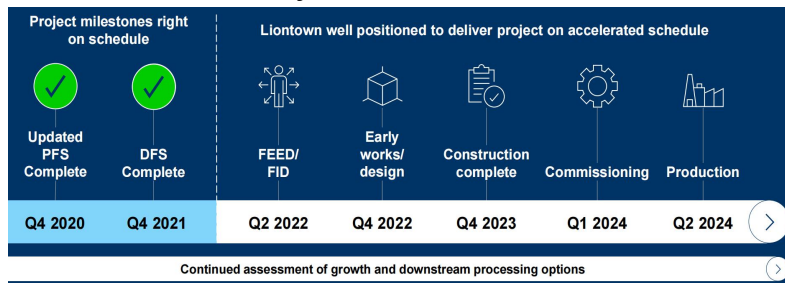 Project milestones right
on schedule
Liontown well positioned to deliver project on accelerated schedule
Updated
PFS
Complete
DFS
Complete
FEED/
FID
Early
works/
design
Construction
complete
Commissioning
Production
Q4 2020
Q4 2021
Q2 2022
Q4 2022
Q4 2023
Q1 2024
Q2 2024
Continued assessment of growth and downstream processing options